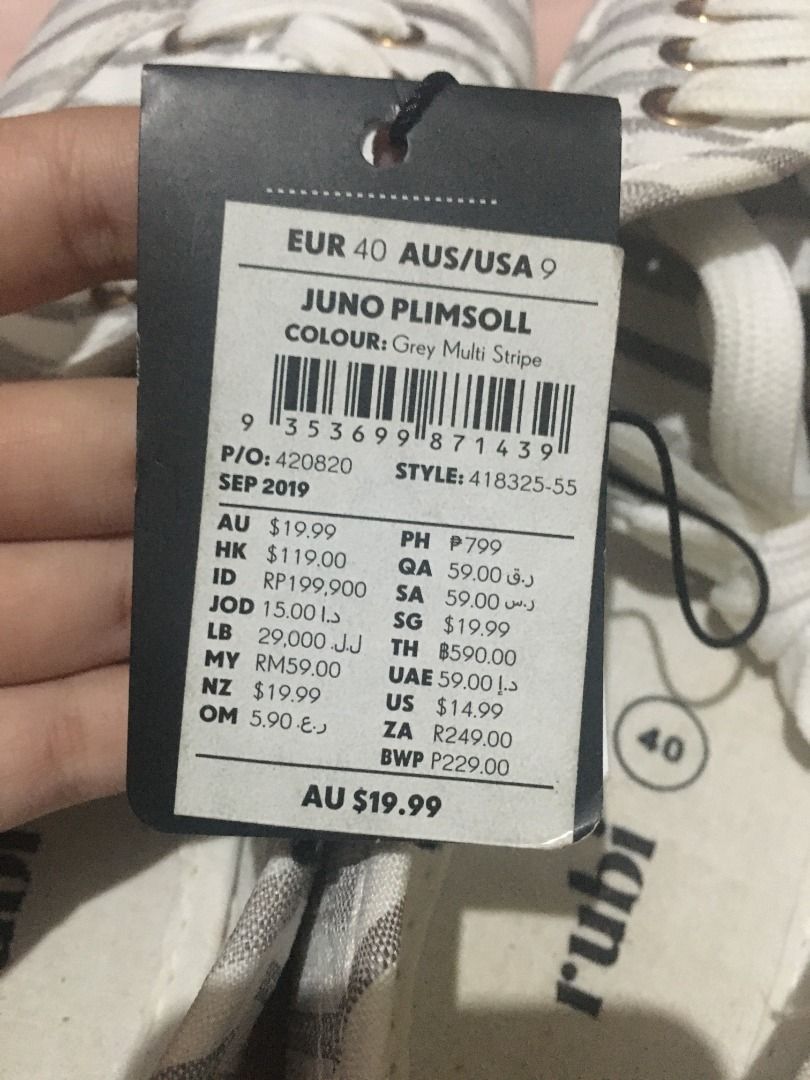 EUR 40 AUS/USA 9
JUNO PLIMSOLL
COLOUR: Grey Multi Stripe
9 353699 871439
P/O: 420820
STYLE: 418325-55
SEP 2019
AU $19.99
HK $119.00
ID RP199,900
JOD 15.00 د.ا
LB 29,000 ل.ل.
MY RM59.00
NZ $19.99
OM 5.90 ر.ع.
PH ₱799
QA 59.00 ر.ق
SA 59.00 ر.س
SG $19.99
TH ฿590.00
UAE 59.00 د.إ
US $14.99
ZA R249.00
BWP P229.00
AU $19.99
40
rubi